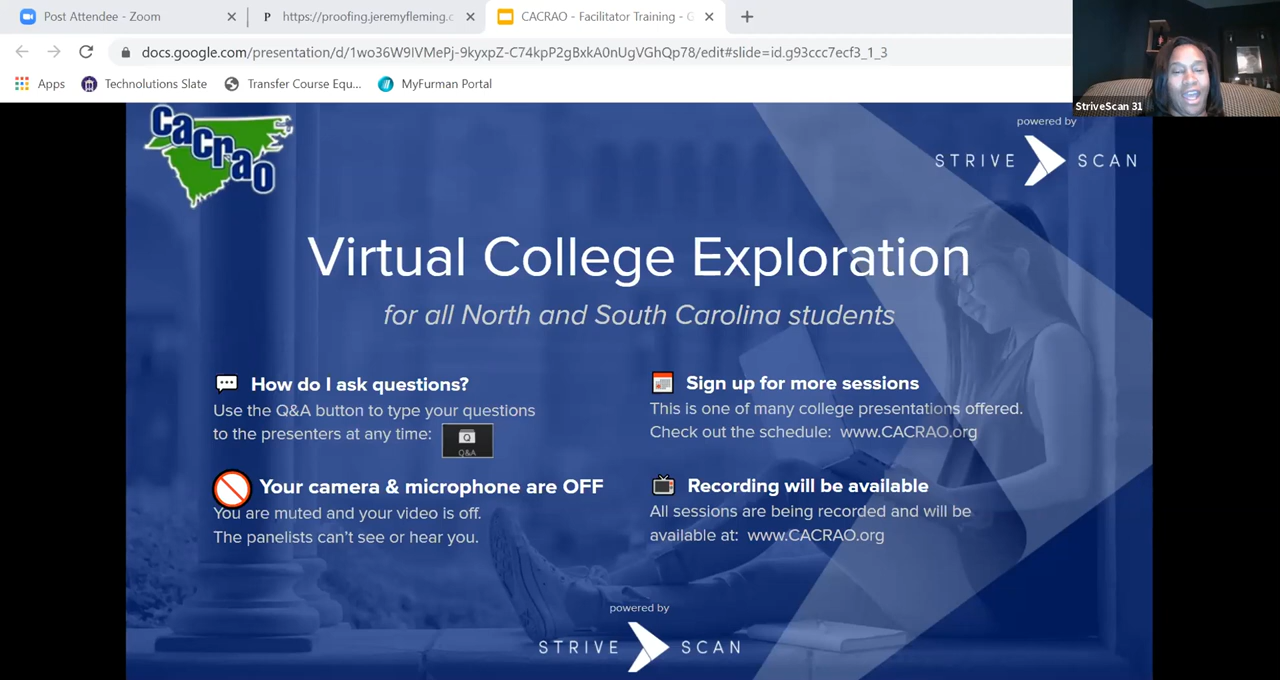 Post Attendee - Zoom
P https://proofing.jeremyfleming.c
CACRAO - Facilitator Training - G
docs.google.com/presentation/d/1wo36W9IVMePj-9kyxpZ-C74kpP2gBxkA0nUgVGhQp78/edit#slide=id.g93ccc7ecf3_1_3
Apps Technolutions Slate Transfer Course Equ... MyFurman Portal
StriveScan 31
cacrao
powered by
STRIVE SCAN
Virtual College Exploration
for all North and South Carolina students
How do I ask questions?
Use the Q&A button to type your questions
to the presenters at any time:
Q
Q&A
Your camera & microphone are OFF
You are muted and your video is off.
The panelists can't see or hear you.
Sign up for more sessions
This is one of many college presentations offered.
Check out the schedule: www.CACRAO.org
Recording will be available
All sessions are being recorded and will be
available at: www.CACRAO.org
powered by
STRIVE SCAN